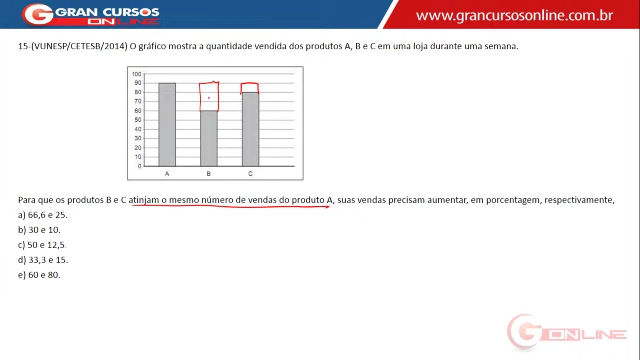 GRAN CURSOS
ONLINE
www.grancursosonline.com.br
15-(VUNESP/CETESB/2014) O gráfico mostra a quantidade vendida dos produtos A, B e C em uma loja durante uma semana.
100
90
80
70
60
50
40
30
20
10
0
A B C
Para que os produtos B e C atinjam o mesmo número de vendas do produto A, suas vendas precisam aumentar, em porcentagem, respectivamente,
a) 66,6 e 25.
b) 30 e 10.
c) 50 e 12,5.
d) 33,3 e 15.
e) 60 e 80.
G ONLINE